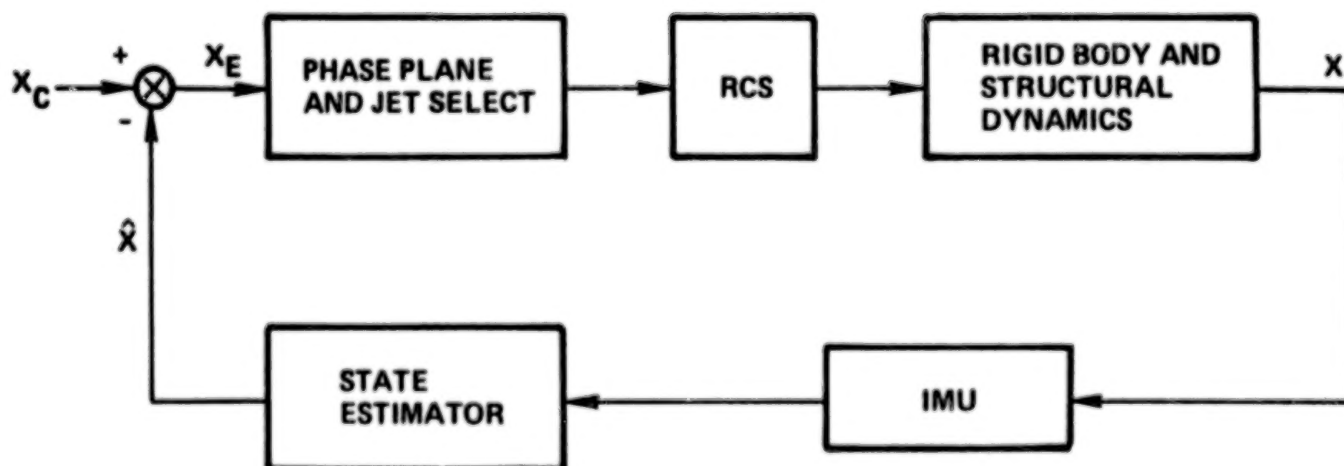 +
X_C
X_E
-
PHASE PLANE
AND JET SELECT
RCS
RIGID BODY AND
STRUCTURAL
DYNAMICS
X
X̂
STATE
ESTIMATOR
IMU